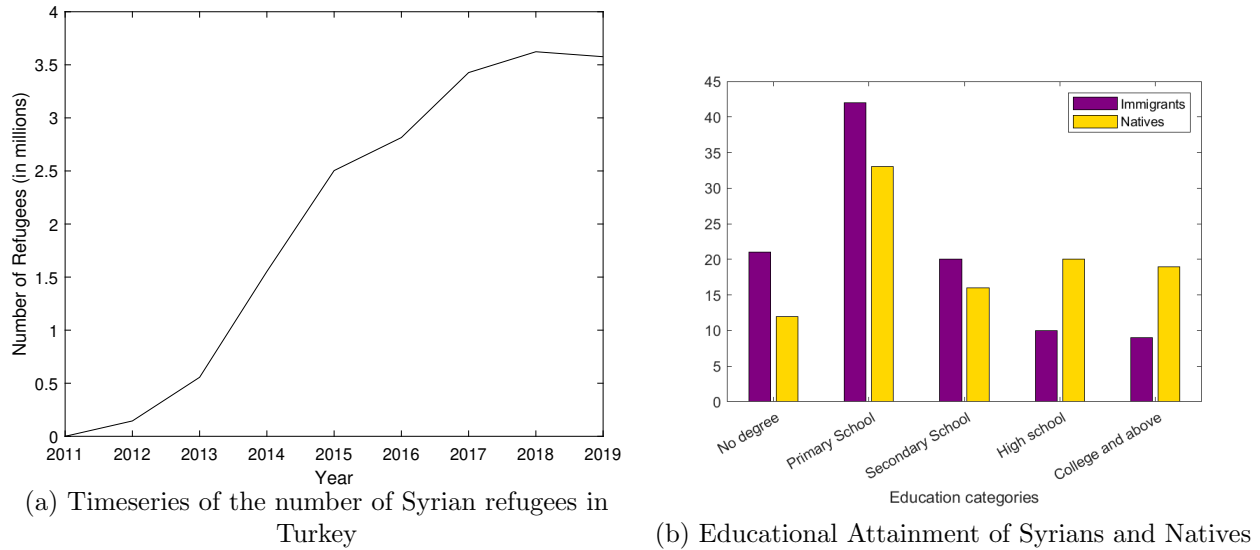 4
3.5
3
2.5
2
1.5
1
0.5
0
Number of Refugees (in millions)
2011 2012 2013 2014 2015 2016 2017 2018 2019
Year
(a) Timeseries of the number of Syrian refugees in
Turkey
45
40
35
30
25
20
15
10
5
0
Immigrants
Natives
No degree
Primary School
Secondary School
High school
College and above
Education categories
(b) Educational Attainment of Syrians and Natives